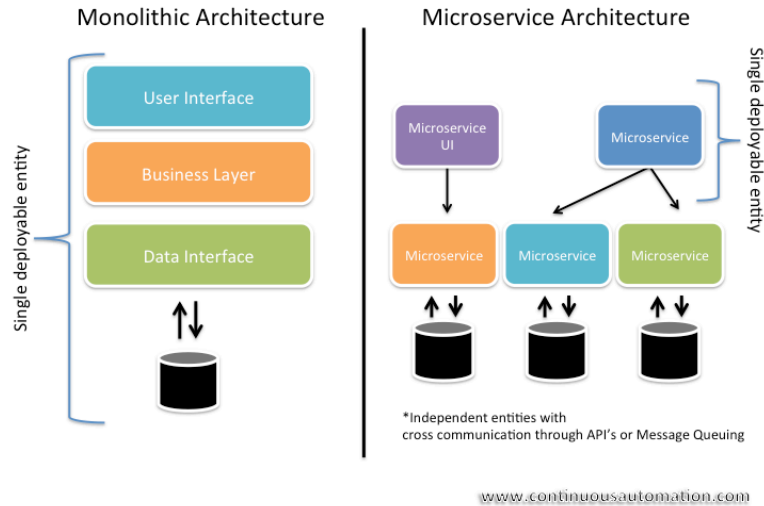 Monolithic Architecture
Single deployable entity
User Interface
Business Layer
Data Interface
Microservice Architecture
Single deployable entity
Microservice
UI
Microservice
Microservice
Microservice
Microservice
*Independent entities with
cross communication through API's or Message Queuing
www.continuousautomation.com